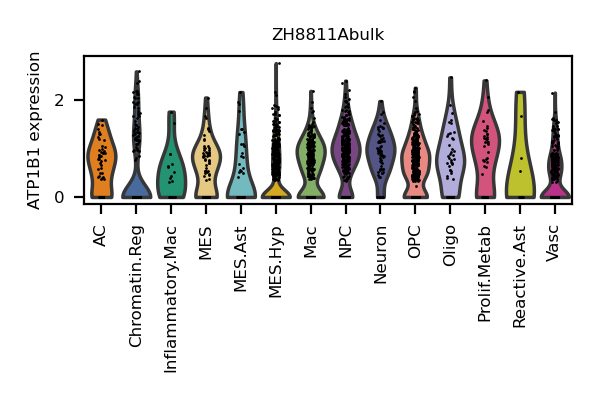 ZH8811Abulk
ATP1B1 expression
2
0
AC
Chromatin.Reg
Inflammatory.Mac
MES
MES.Ast
MES.Hyp
Mac
NPC
Neuron
OPC
Oligo
Prolif.Metab
Reactive.Ast
Vasc